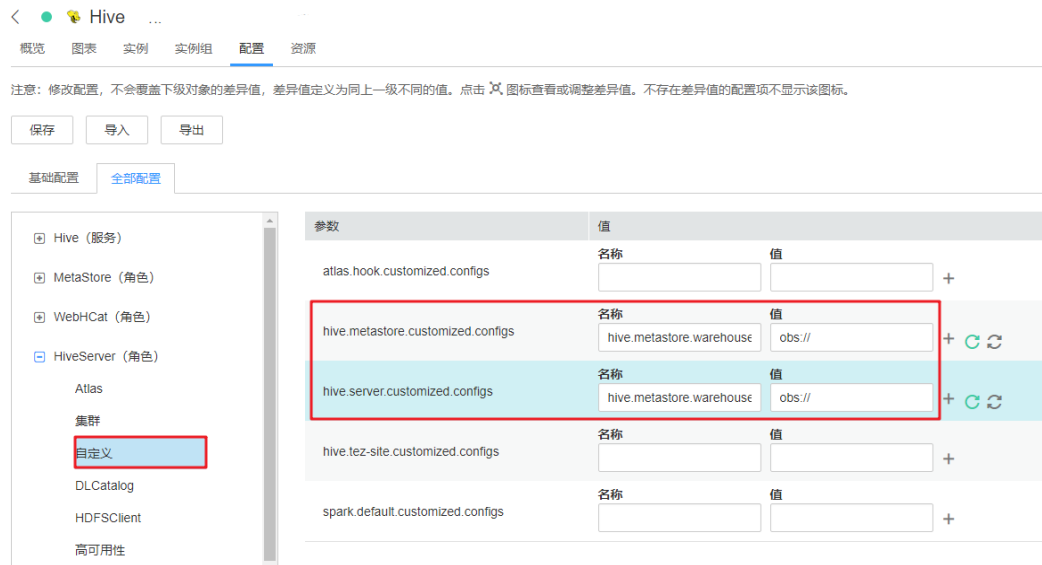 Hive ...
概览 图表 实例 实例组 配置 资源
注意：修改配置，不会覆盖下级对象的差异值，差异值定义为同上一级不同的值。点击 图标查看或调整差异值。不存在差异值的配置项不显示该图标。
保存 导入 导出
基础配置 全部配置
Hive（服务）
MetaStore（角色）
WebHCat（角色）
HiveServer（角色）
Atlas
集群
自定义
DLCatalog
HDFSClient
高可用性
参数 值
名称 值
atlas.hook.customized.configs
名称 值
hive.metastore.customized.configs hive.metastore.warehouse obs://
名称 值
hive.server.customized.configs hive.metastore.warehouse obs://
名称 值
hive.tez-site.customized.configs
名称 值
spark.default.customized.configs